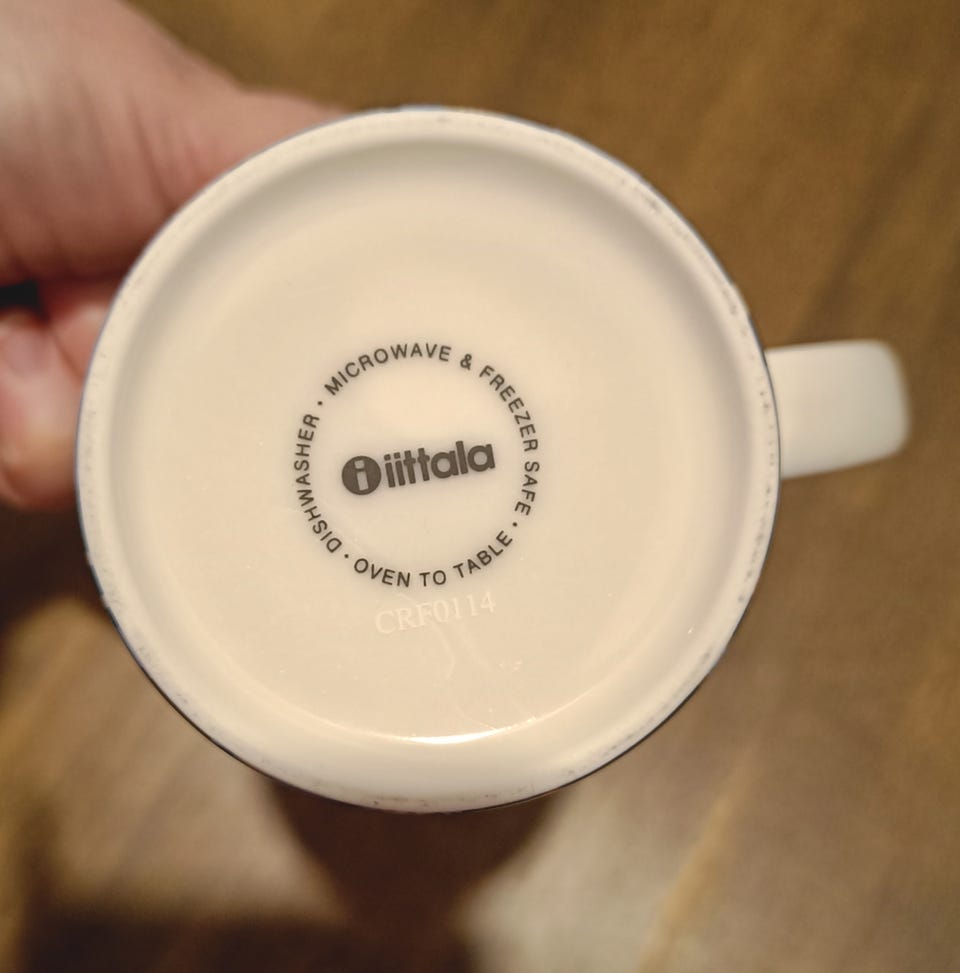 DISHWASHER · MICROWAVE & FREEZER SAFE · OVEN TO TABLE ·
i iittala
CRF0114